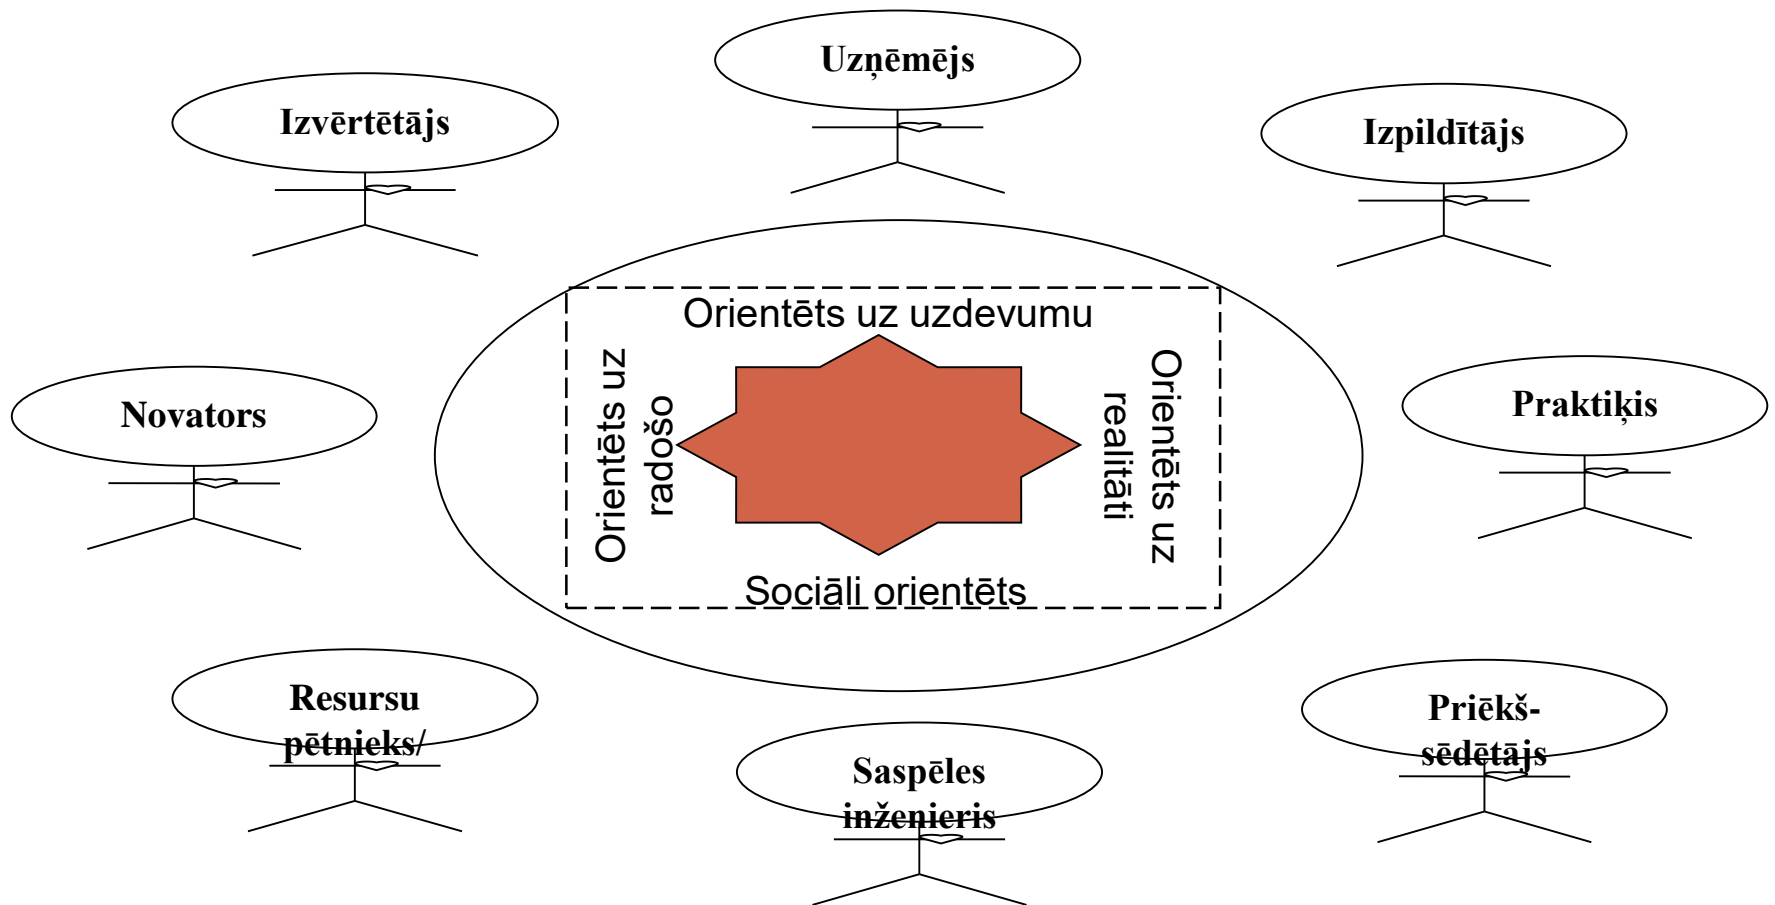 Uzņēmējs
Izvērtētājs
Izpildītājs
Orientēts uz uzdevumu
Orientēts uz
radošo
Orientēts uz
realitāti
Novators
Praktiķis
Sociāli orientēts
Resursu
pētnieks/
Priēkš-
sēdētājs
Saspēles
inženieris